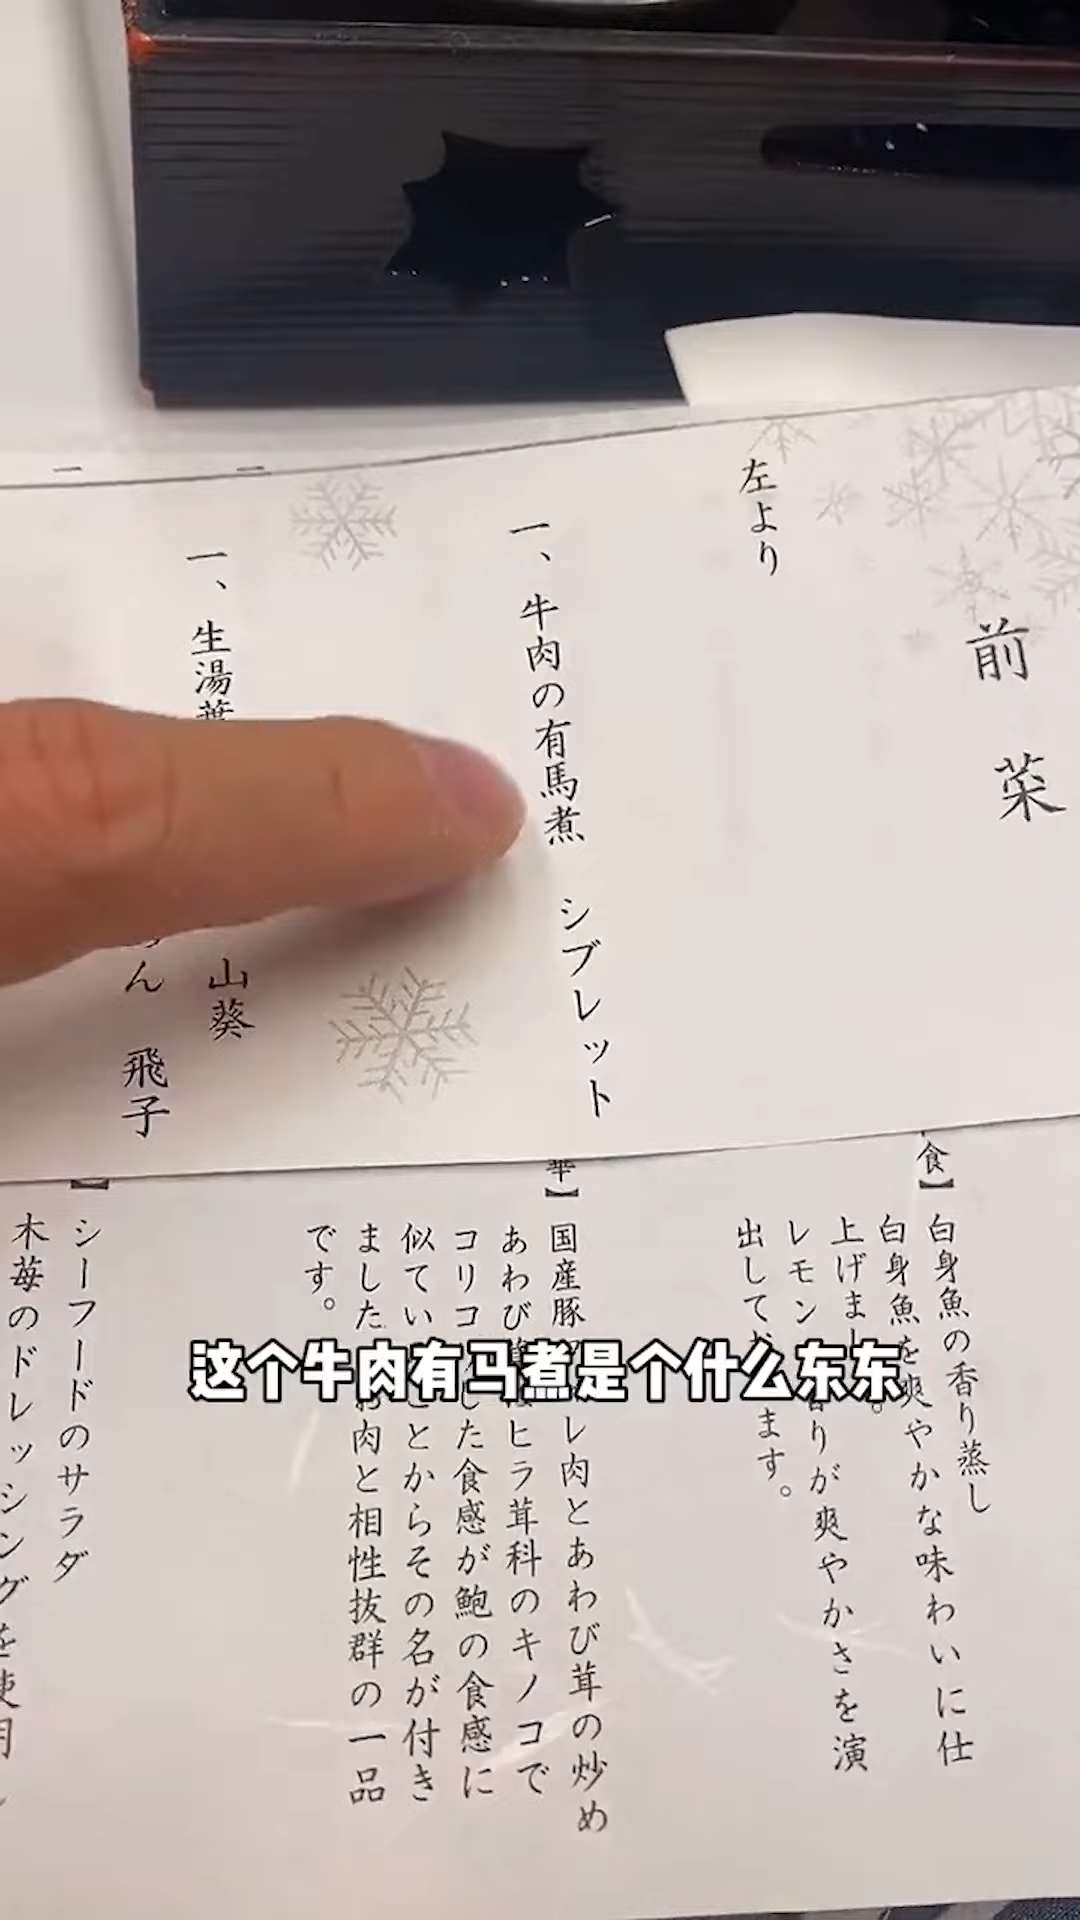 前菜
左より
一、牛肉の有馬煮 シブレット
一、生湯葉
山葵
ん 飛子
食】白身魚の香り蒸し
白身魚を爽やかな味わいに仕
上げまし
レモン 香りが爽やかさを演
出して ます。
華】国産豚 レ肉とあわび茸の炒め
あわび ヒラ茸科のキノコで
コリコ した食感が鮑の食感に
似てい ことからその名が付き
ました 肉と相性抜群の一品
です。
】シーフードのサラダ
木苺のドレッシングを使用し
这个牛肉有马煮是个什么东东